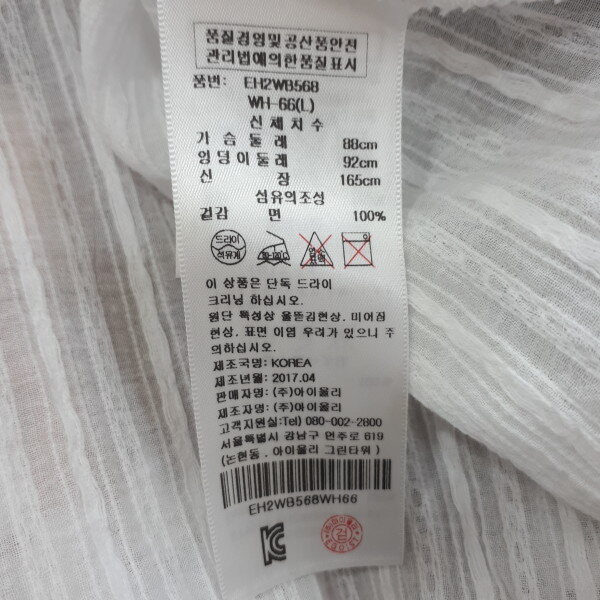 품질경영및공산품안전
관리법에의한품질표시
품번: EH2WB568
WH-66(L)
신체치수
가슴둘레 88cm
엉덩이둘레 92cm
신장 165cm
섬유의조성
겉감 면 100%
드라이
석유계
이 상품은 단독 드라이
크리닝 하십시오.
원단 특성상 올뜯김현상, 미어짐
현상, 표면 이염 우려가 있으니 주
의하십시오.
제조국명: KOREA
제조년월: 2017.04
판매자명: (주)아이올리
제조자명: (주)아이올리
고객지원실: Tel) 080-002-2800
서울특별시 강남구 언주로 619
(논현동, 아이올리 그린타워)
EH2WB568WH66